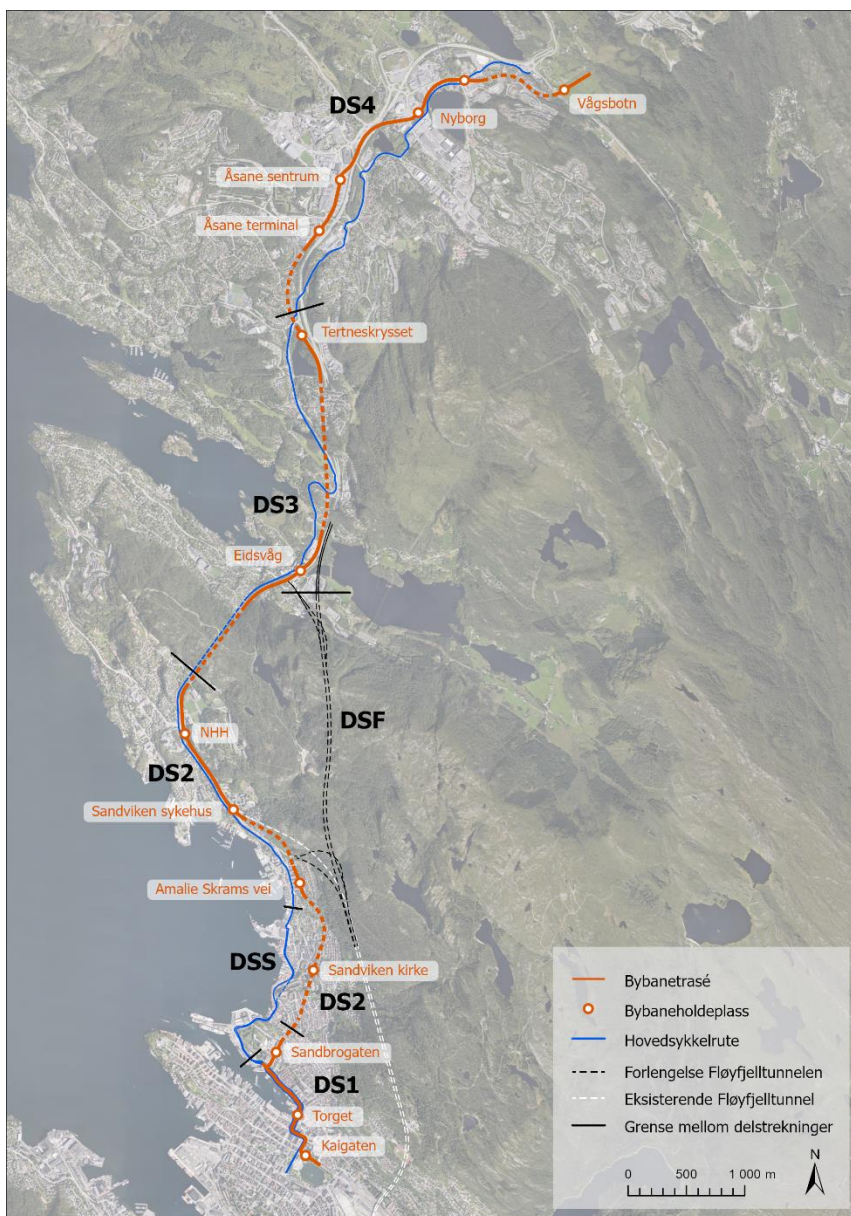 DS4
Vågsbotn
Nyborg
Åsane sentrum
Åsane terminal
Tertneskrysset
DS3
Eidsvåg
DSF
NHH
DS2
Sandviken sykehus
Amalie Skrams vei
DSS
Sandviken kirke
DS2
Sandbrogaten
DS1
Torget
Kaigaten
Bybanetrasé
Bybaneholdeplass
Hovedsykkelrute
Forlengelse Fløyfjelltunnelen
Eksisterende Fløyfjelltunnel
Grense mellom delstrekninger
N
0 500 1 000 m